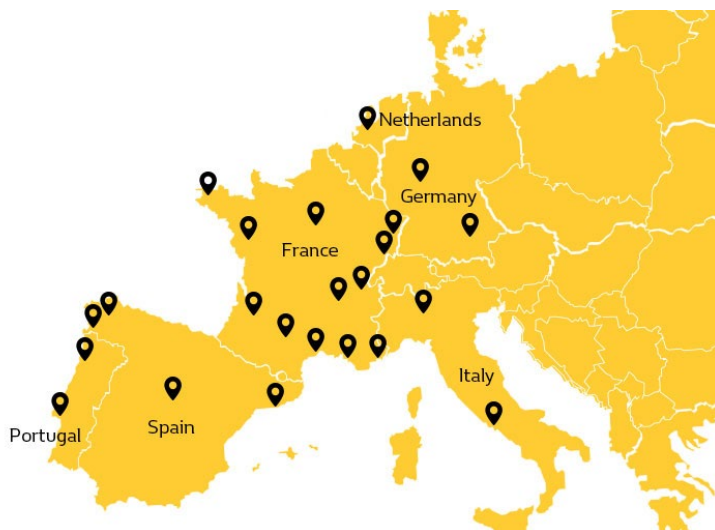 Netherlands
Germany
France
Italy
Portugal
Spain